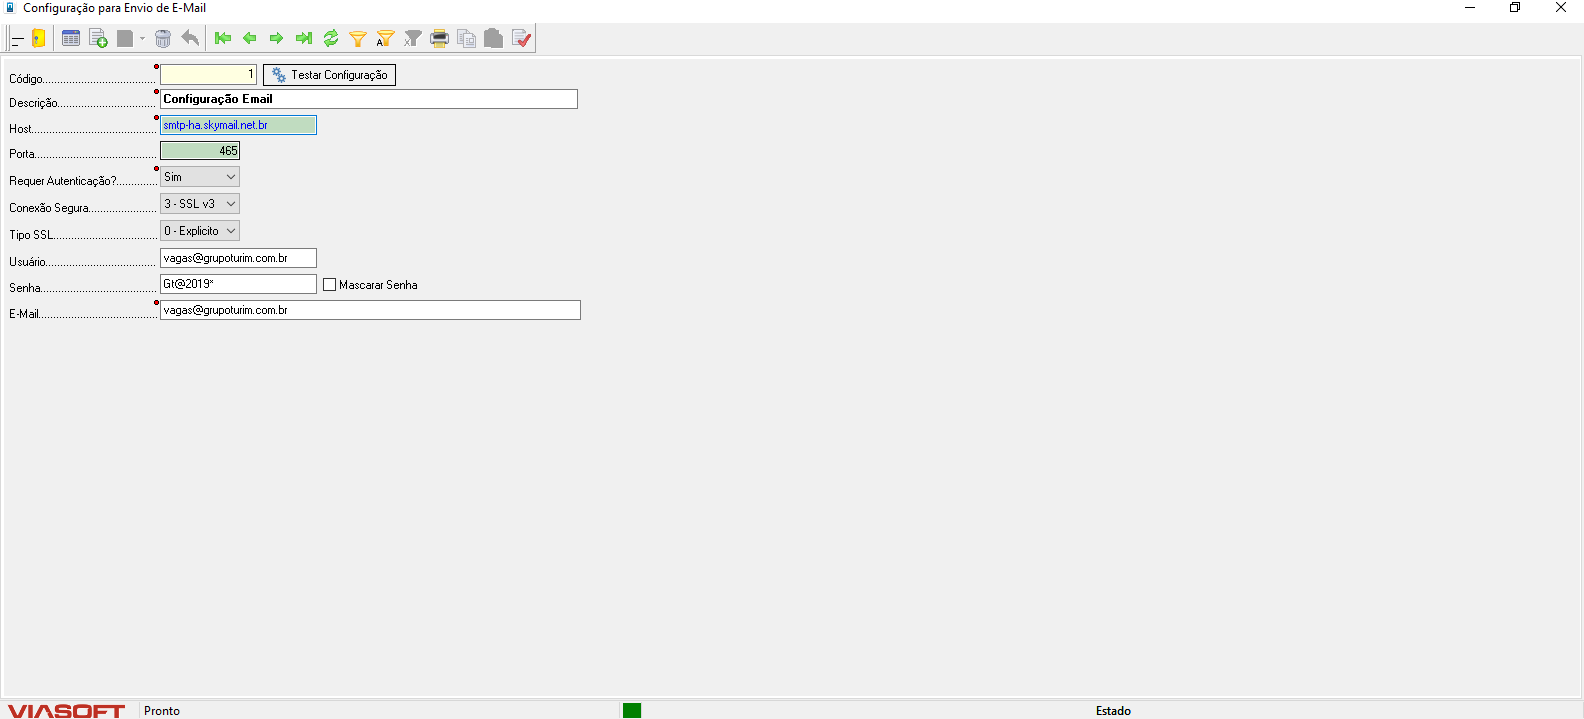 Configuração para Envio de E-Mail
Código 1 Testar Configuração
Descrição Configuração Email
Host smtp-ha.skymail.net.br
Porta 465
Requer Autenticação? Sim
Conexão Segura 3 - SSL v3
Tipo SSL 0 - Explicito
Usuário vagas@grupoturim.com.br
Senha Gt@2019* Mascarar Senha
E-Mail vagas@grupoturim.com.br
VIASOFT Pronto Estado